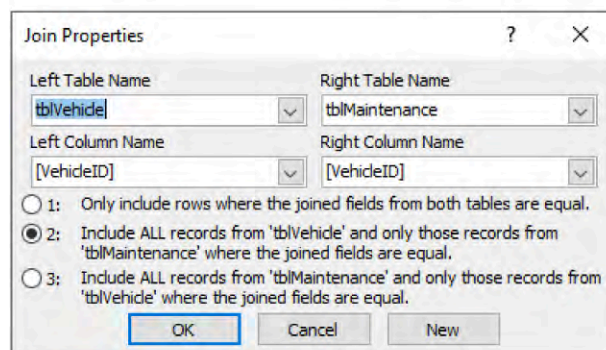 Join Properties ?
Left Table Name Right Table Name
tblVehicle tblMaintenance
Left Column Name Right Column Name
[VehicleID] [VehicleID]
1: Only include rows where the joined fields from both tables are equal.
2: Include ALL records from 'tblVehicle' and only those records from
'tblMaintenance' where the joined fields are equal.
3: Include ALL records from 'tblMaintenance' and only those records from
'tblVehicle' where the joined fields are equal.
OK Cancel New